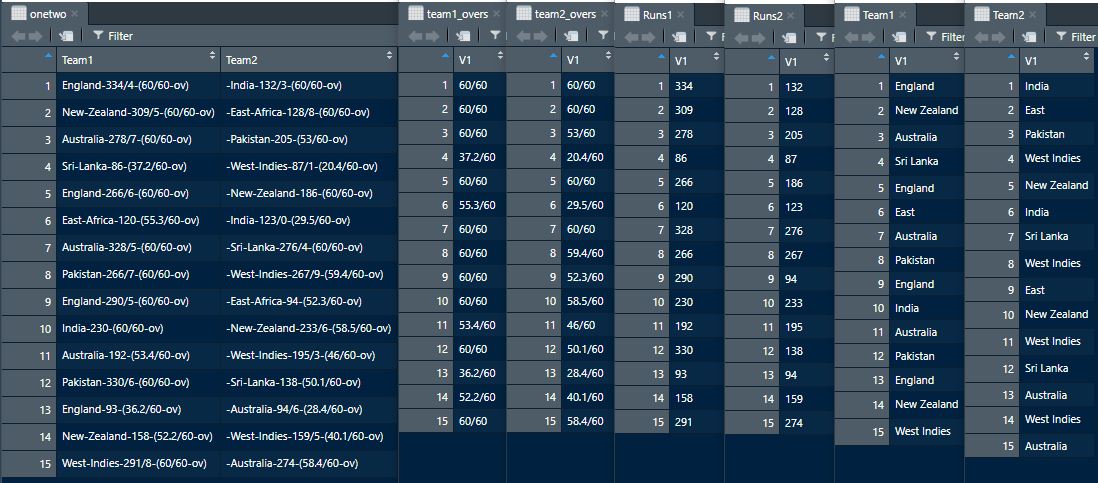 onetwo
Filter
Team1 Team2
1 England-334/4-(60/60-ov) -India-132/3-(60/60-ov)
2 New-Zealand-309/5-(60/60-ov) -East-Africa-128/8-(60/60-ov)
3 Australia-278/7-(60/60-ov) -Pakistan-205-(53/60-ov)
4 Sri-Lanka-86-(37.2/60-ov) -West-Indies-87/1-(20.4/60-ov)
5 England-266/6-(60/60-ov) -New-Zealand-186-(60/60-ov)
6 East-Africa-120-(55.3/60-ov) -India-123/0-(29.5/60-ov)
7 Australia-328/5-(60/60-ov) -Sri-Lanka-276/4-(60/60-ov)
8 Pakistan-266/7-(60/60-ov) -West-Indies-267/9-(59.4/60-ov)
9 England-290/5-(60/60-ov) -East-Africa-94-(52.3/60-ov)
10 India-230-(60/60-ov) -New-Zealand-233/6-(58.5/60-ov)
11 Australia-192-(53.4/60-ov) -West-Indies-195/3-(46/60-ov)
12 Pakistan-330/6-(60/60-ov) -Sri-Lanka-138-(50.1/60-ov)
13 England-93-(36.2/60-ov) -Australia-94/6-(28.4/60-ov)
14 New-Zealand-158-(52.2/60-ov) -West-Indies-159/5-(40.1/60-ov)
15 West-Indies-291/8-(60/60-ov) -Australia-274-(58.4/60-ov)
team1_overs
V1
1 60/60
2 60/60
3 60/60
4 37.2/60
5 60/60
6 55.3/60
7 60/60
8 60/60
9 60/60
10 60/60
11 53.4/60
12 60/60
13 36.2/60
14 52.2/60
15 60/60
team2_overs
V1
1 60/60
2 60/60
3 53/60
4 20.4/60
5 60/60
6 29.5/60
7 60/60
8 59.4/60
9 52.3/60
10 58.5/60
11 46/60
12 50.1/60
13 28.4/60
14 40.1/60
15 58.4/60
Runs1
V1
1 334
2 309
3 278
4 86
5 266
6 120
7 328
8 266
9 290
10 230
11 192
12 330
13 93
14 158
15 291
Runs2
V1
1 132
2 128
3 205
4 87
5 186
6 123
7 276
8 267
9 94
10 233
11 195
12 138
13 94
14 159
15 274
Team1
Filter
V1
1 England
2 New Zealand
3 Australia
4 Sri Lanka
5 England
6 East
7 Australia
8 Pakistan
9 England
10 India
11 Australia
12 Pakistan
13 England
14 New Zealand
15 West Indies
Team2
Filter
V1
1 India
2 East
3 Pakistan
4 West Indies
5 New Zealand
6 India
7 Sri Lanka
8 West Indies
9 East
10 New Zealand
11 West Indies
12 Sri Lanka
13 Australia
14 West Indies
15 Australia